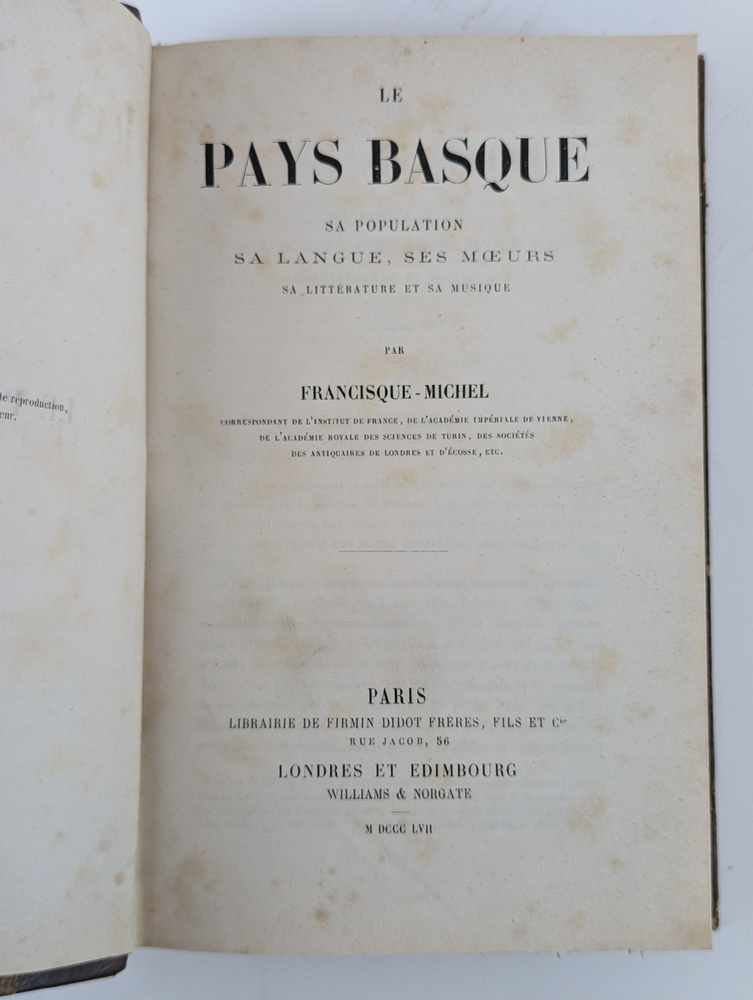 de reproduction,
eur.
LE
PAYS BASQUE
SA POPULATION
SA LANGUE, SES MŒURS
SA LITTÉRATURE ET SA MUSIQUE
PAR
FRANCISQUE-MICHEL
CORRESPONDANT DE L'INSTITUT DE FRANCE, DE L'ACADÉMIE IMPÉRIALE DE VIENNE,
DE L'ACADÉMIE ROYALE DES SCIENCES DE TURIN, DES SOCIÉTÉS
DES ANTIQUAIRES DE LONDRES ET D'ÉCOSSE, ETC.
PARIS
LIBRAIRIE DE FIRMIN DIDOT FRÈRES, FILS ET Cie
RUE JACOB, 56
LONDRES ET EDIMBOURG
WILLIAMS & NORGATE
M DCCC LVII